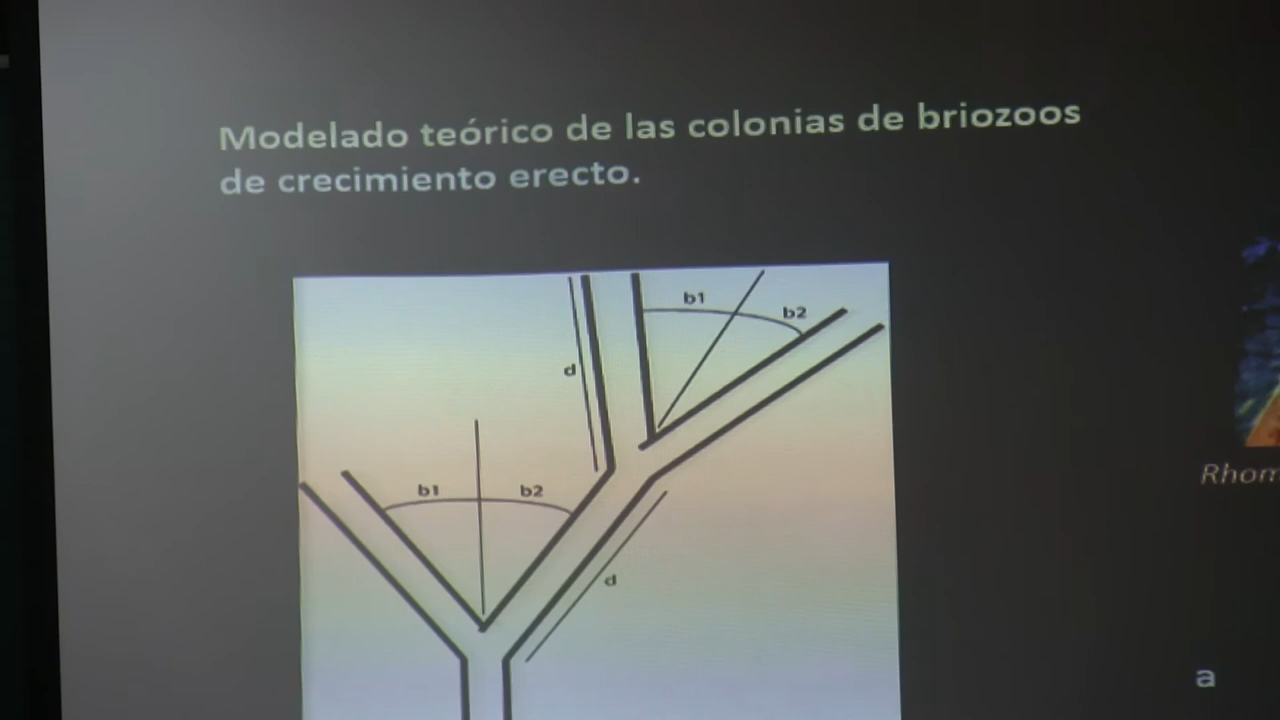 Modelado teórico de las colonias de briozoos
de crecimiento erecto.
b1
b2
d
b1
b2
d
Rhom
a